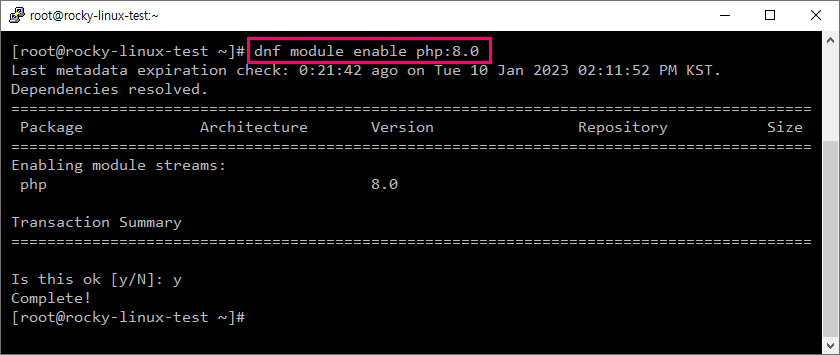 root@rocky-linux-test:~
[root@rocky-linux-test ~]# dnf module enable php:8.0
Last metadata expiration check: 0:21:42 ago on Tue 10 Jan 2023 02:11:52 PM KST.
Dependencies resolved.
================================================================================
Package Architecture Version Repository Size
================================================================================
Enabling module streams:
php 8.0
Transaction Summary
================================================================================
Is this ok [y/N]: y
Complete!
[root@rocky-linux-test ~]#